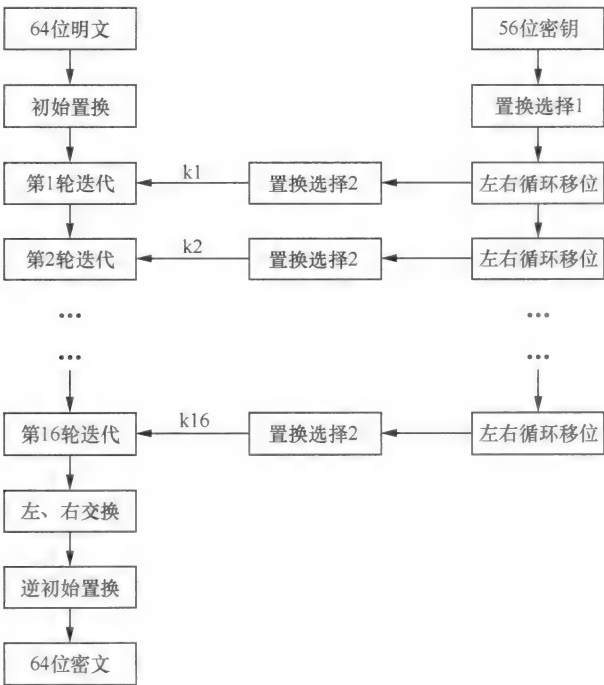 64位明文
56位密钥
初始置换
置换选择1
第1轮迭代
k1
置换选择2
左右循环移位
第2轮迭代
k2
置换选择2
左右循环移位
...
...
...
...
第16轮迭代
k16
置换选择2
左右循环移位
左、右交换
逆初始置换
64位密文